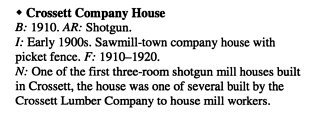 ◆ Crossett Company House
B: 1910. AR: Shotgun.
I: Early 1900s. Sawmill-town company house with
picket fence. F: 1910–1920.
N: One of the first three-room shotgun mill houses built
in Crossett, the house was one of several built by the
Crossett Lumber Company to house mill workers.